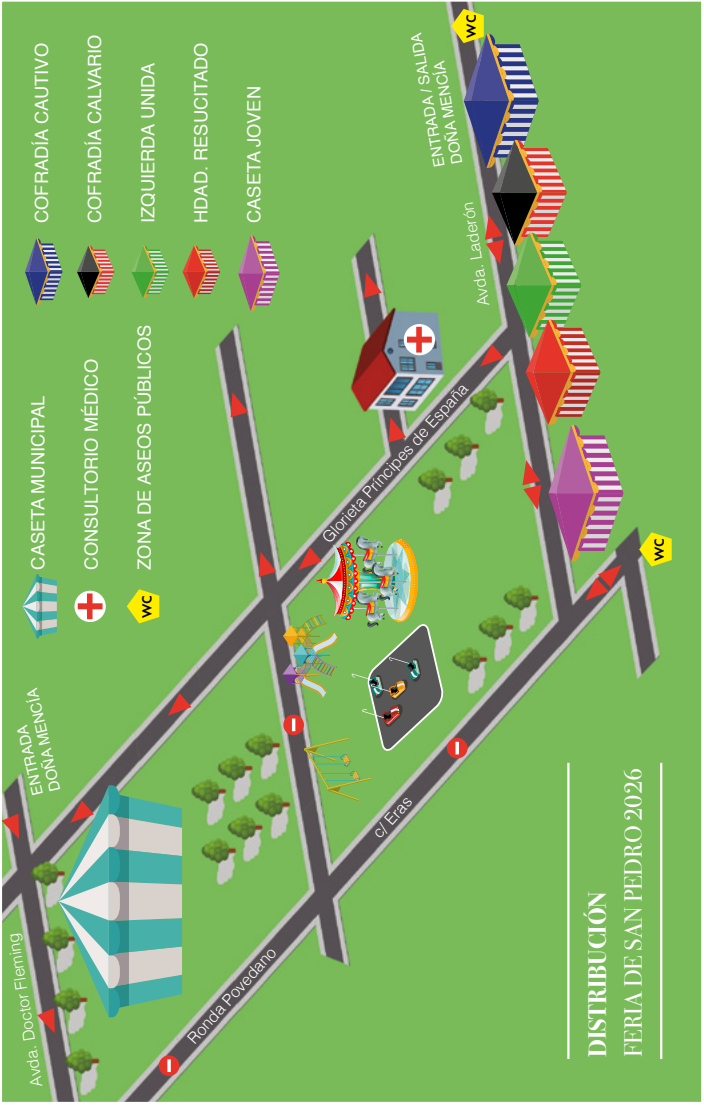 CASETA MUNICIPAL
CONSULTORIO MÉDICO
WC
ZONA DE ASEOS PÚBLICOS
COFRADÍA CAUTIVO
COFRADÍA CALVARIO
IZQUIERDA UNIDA
HDAD. RESUCITADO
CASETA JOVEN
Avda. Doctor Fleming
ENTRADA
DOÑA MENCÍA
Ronda Povedano
c/ Eras
Glorieta Príncipes de España
Avda. Laderón
ENTRADA / SALIDA
DOÑA MENCÍA
WC
WC
DISTRIBUCIÓN
FERIA DE SAN PEDRO 2026